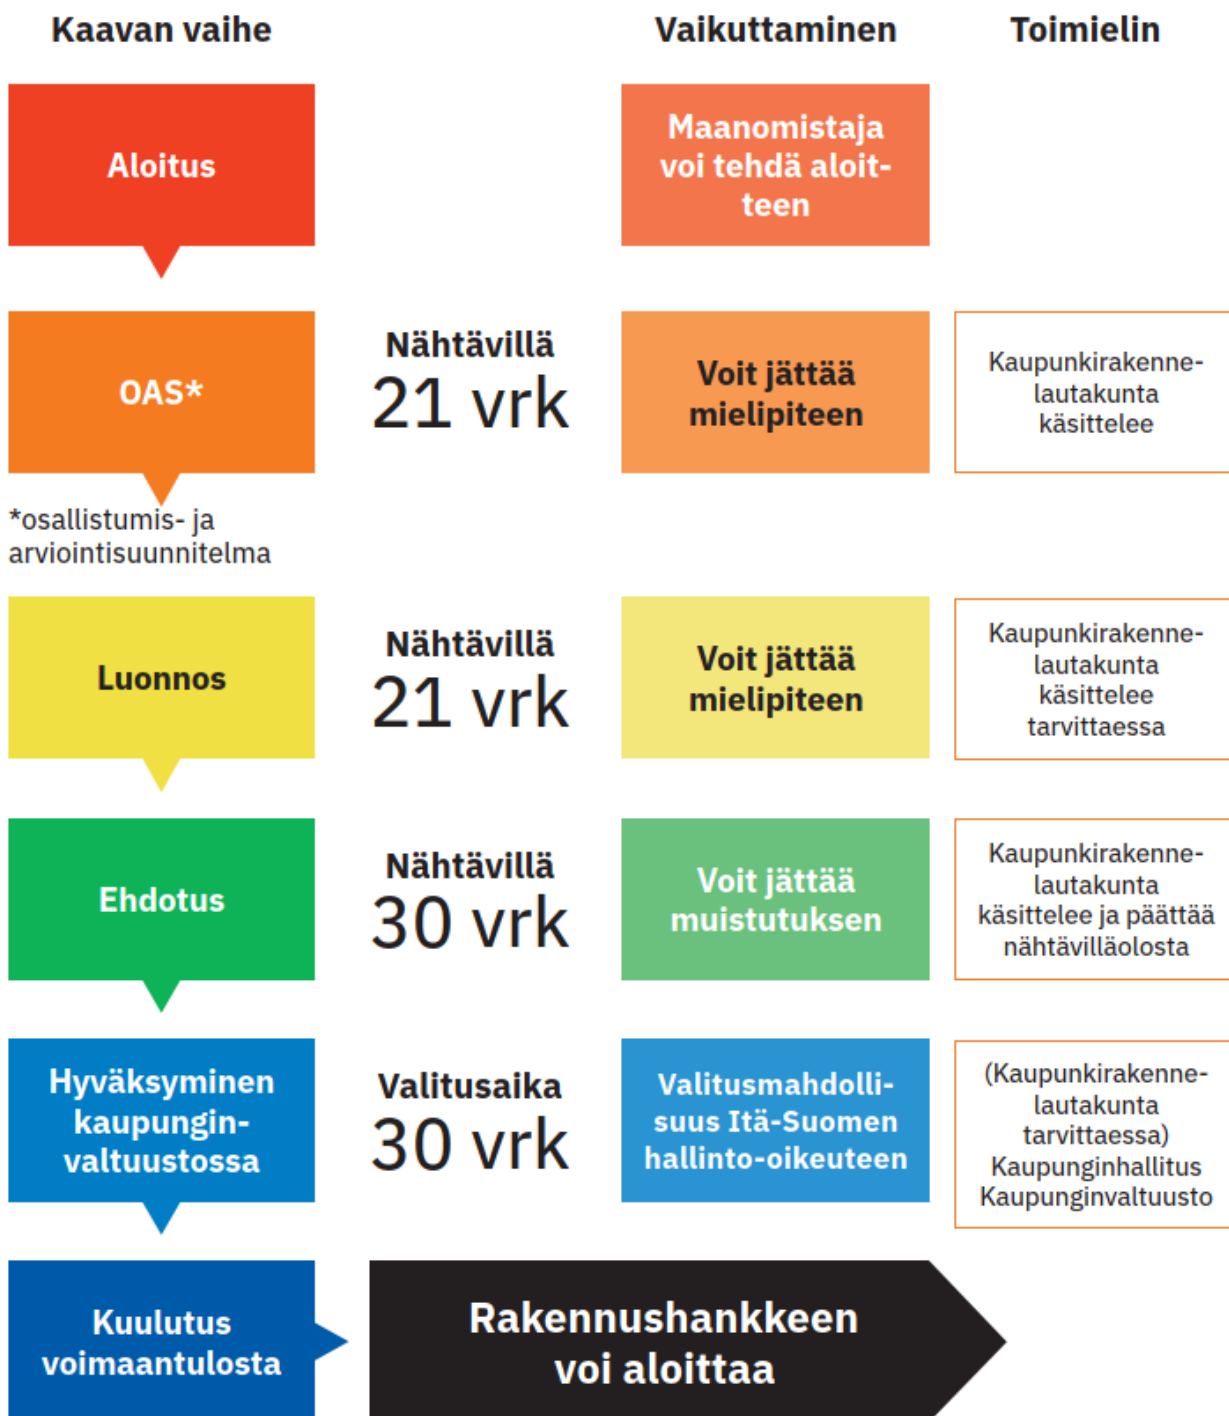 Kaavan vaihe
Vaikuttaminen
Toimielin
Aloitus
Maanomistaja
voi tehdä aloit-
teen
OAS*
Nähtävillä
21 vrk
Voit jättää
mielipiteen
Kaupunkirakenne-
lautakunta
käsittelee
*osallistumis- ja
arviointisuunnitelma
Luonnos
Nähtävillä
21 vrk
Voit jättää
mielipiteen
Kaupunkirakenne-
lautakunta
käsittelee
tarvittaessa
Ehdotus
Nähtävillä
30 vrk
Voit jättää
muistutuksen
Kaupunkirakenne-
lautakunta
käsittelee ja päättää
nähtävilläolosta
Hyväksyminen
kaupungin-
valtuustossa
Valitusaika
30 vrk
Valitusmahdolli-
suus Itä-Suomen
hallinto-oikeuteen
(Kaupunkirakenne-
lautakunta
tarvittaessa)
Kaupunginhallitus
Kaupunginvaltuusto
Kuulutus
voimaantulosta
Rakennushankkeen
voi aloittaa